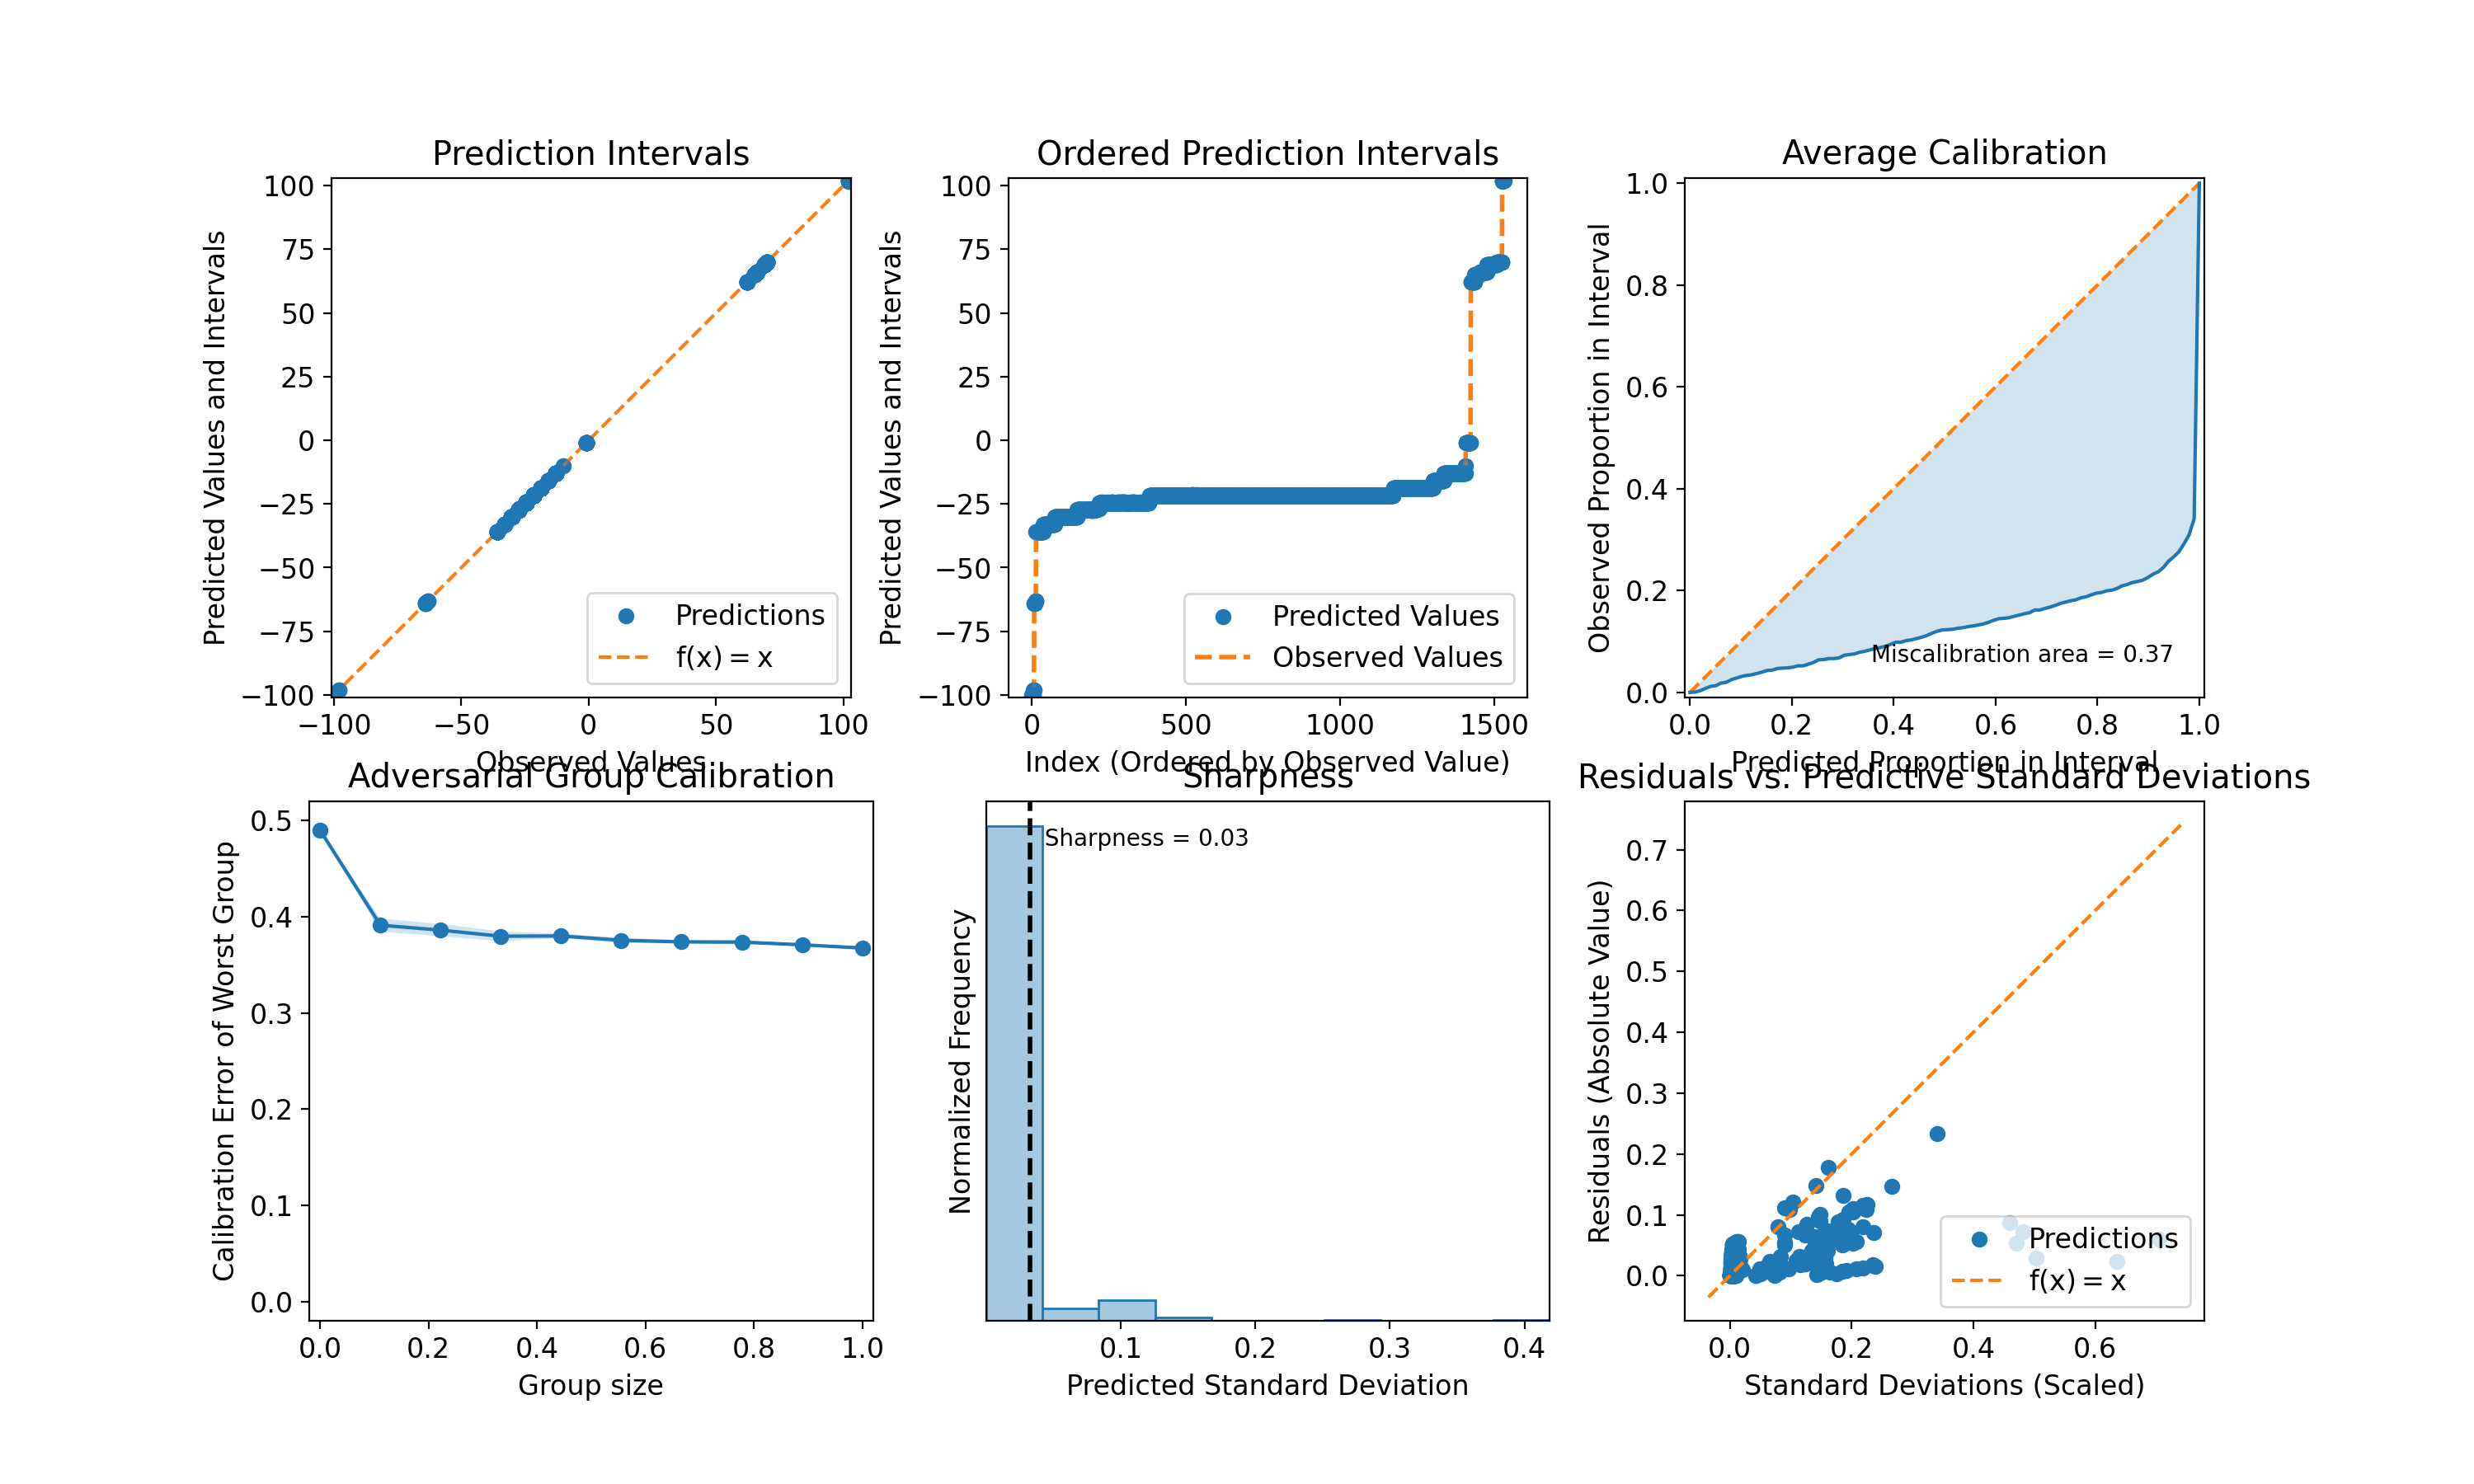 Prediction Intervals
100
75
50
25
0
−25
−50
−75
−100
Predicted Values and Intervals
Predictions
f(x) = x
−100 −50 0 50 100
Observed Values
Ordered Prediction Intervals
100
75
50
25
0
−25
−50
−75
−100
Predicted Values and Intervals
Predicted Values
Observed Values
0 500 1000 1500
Index (Ordered by Observed Value)
Average Calibration
1.0
0.8
0.6
0.4
0.2
0.0
Observed Proportion in Interval
Miscalibration area = 0.37
0.0 0.2 0.4 0.6 0.8 1.0
Predicted Proportion in Interval
Adversarial Group Calibration
0.5
0.4
0.3
0.2
0.1
0.0
Calibration Error of Worst Group
0.0 0.2 0.4 0.6 0.8 1.0
Group size
Sharpness
Sharpness = 0.03
Normalized Frequency
0.1 0.2 0.3 0.4
Predicted Standard Deviation
Residuals vs. Predictive Standard Deviations
0.7
0.6
0.5
0.4
0.3
0.2
0.1
0.0
Residuals (Absolute Value)
Predictions
f(x) = x
0.0 0.2 0.4 0.6
Standard Deviations (Scaled)